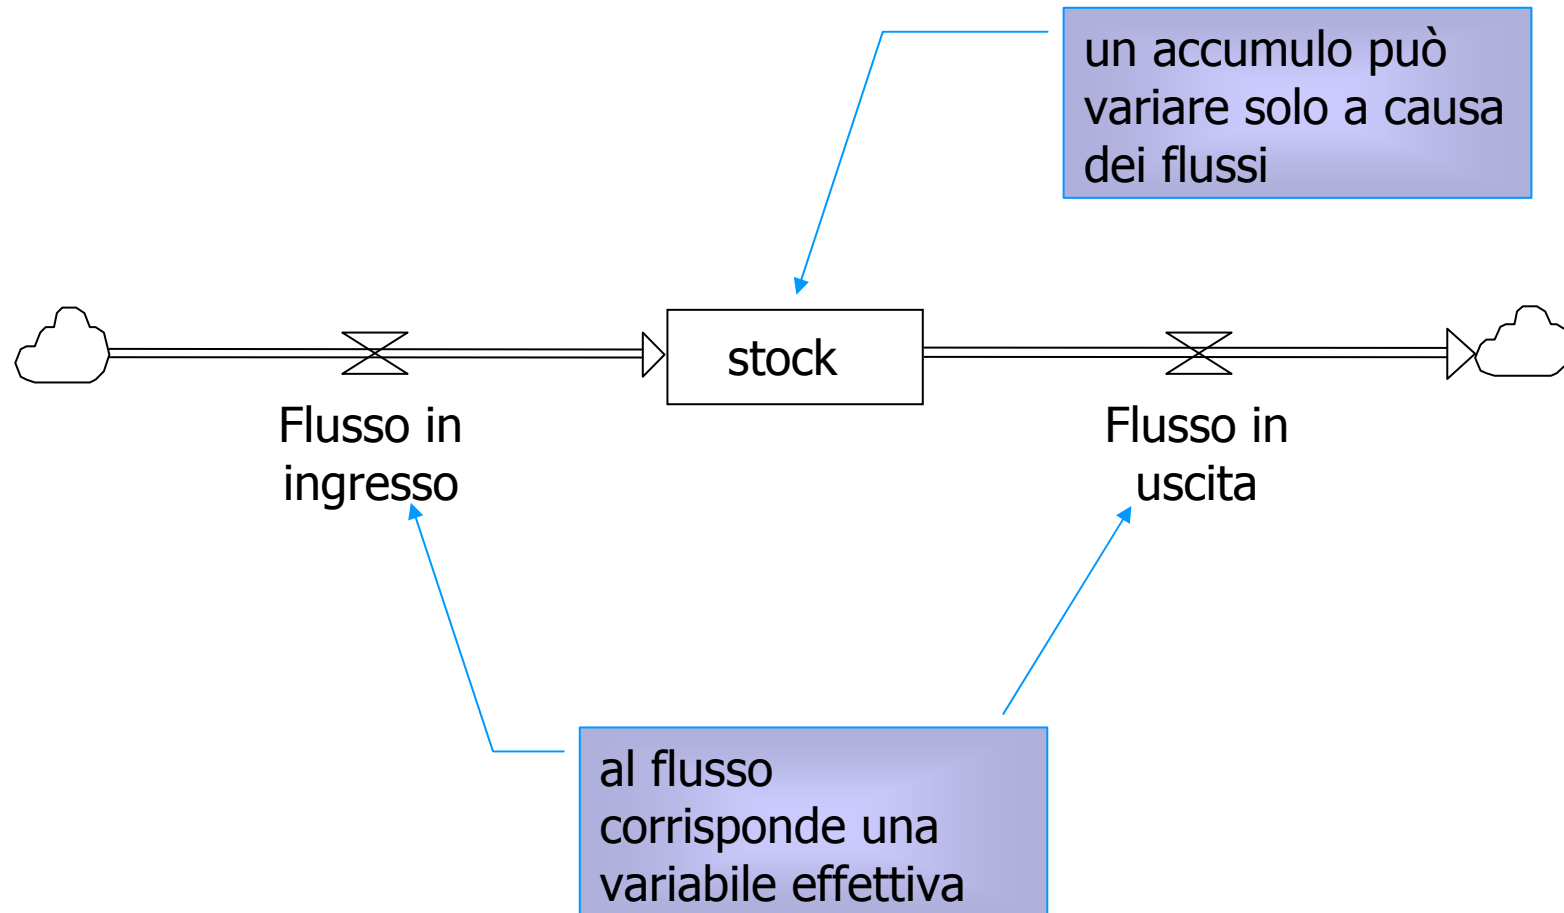 un accumulo può
variare solo a causa
dei flussi
stock
Flusso in
ingresso
Flusso in
uscita
al flusso
corrisponde una
variabile effettiva